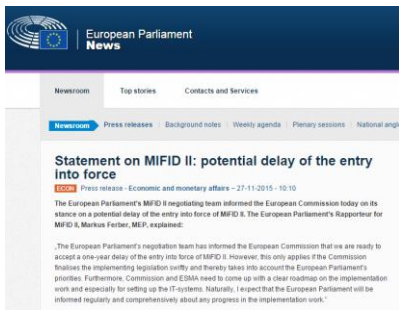 European Parliament
News
Newsroom Top stories Contacts and Services
Newsroom Press releases Background notes Weekly agenda Plenary sessions National angl
Statement on MIFID II: potential delay of the entry
into force
ECON Press release - Economic and monetary affairs – 27-11-2015 - 10:10
The European Parliament's MiFID II negotiating team informed the European Commission today on its
stance on a potential delay of the entry into force of MiFID II. The European Parliament's Rapporteur for
MiFID II, Markus Ferber, MEP, explained:
„The European Parliament's negotiation team has informed the European Commission that we are ready to
accept a one-year delay of the entry into force of MiFID II. However, this only applies if the Commission
finalises the implementing legislation swiftly and thereby takes into account the European Parliament's
priorities. Furthermore, Commission and ESMA need to come up with a clear roadmap on the implementation
work and especially for setting up the IT-systems. Naturally, I expect that the European Parliament will be
informed regularly and comprehensively about any progress in the implementation work."